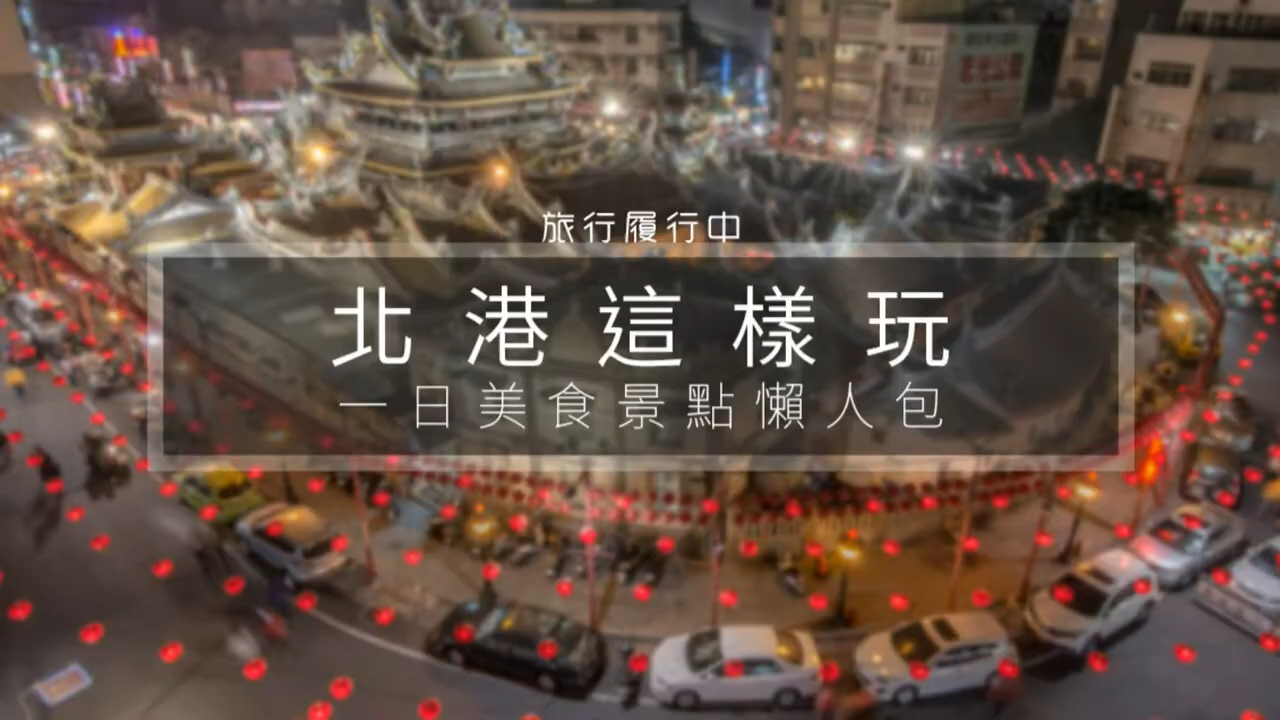 旅行履行中
北港這樣玩
一日美食景點懶人包